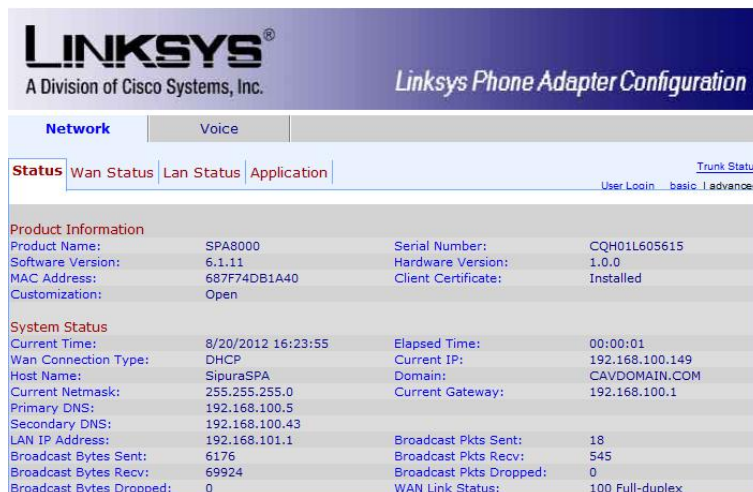 LINKSYS®
A Division of Cisco Systems, Inc.
Linksys Phone Adapter Configuration
Network Voice
Trunk Statu
Status Wan Status Lan Status Application
User Login basic | advance
Product Information
Product Name: SPA8000 Serial Number: CQH01L605615
Software Version: 6.1.11 Hardware Version: 1.0.0
MAC Address: 687F74DB1A40 Client Certificate: Installed
Customization: Open
System Status
Current Time: 8/20/2012 16:23:55 Elapsed Time: 00:00:01
Wan Connection Type: DHCP Current IP: 192.168.100.149
Host Name: SipuraSPA Domain: CAVDOMAIN.COM
Current Netmask: 255.255.255.0 Current Gateway: 192.168.100.1
Primary DNS: 192.168.100.5
Secondary DNS: 192.168.100.43
LAN IP Address: 192.168.101.1 Broadcast Pkts Sent: 18
Broadcast Bytes Sent: 6176 Broadcast Pkts Recv: 545
Broadcast Bytes Recv: 69924 Broadcast Pkts Dropped: 0
Broadcast Bytes Dropped: 0 WAN Link Status: 100 Full-duplex